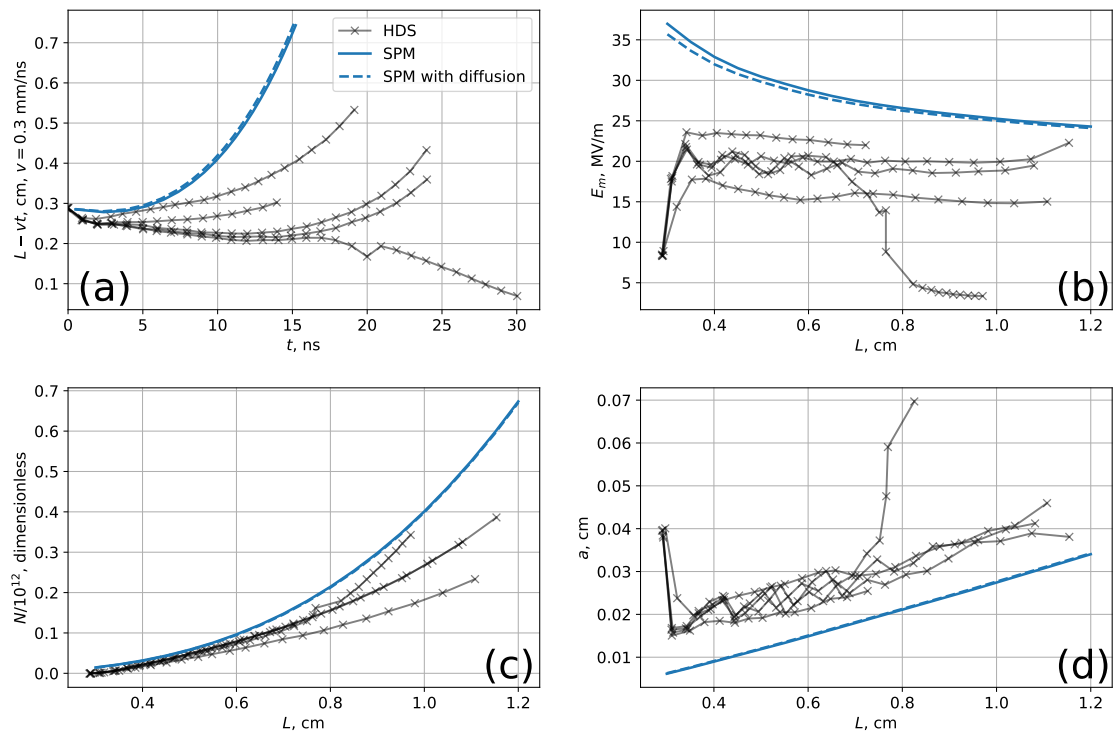 0.7
0.6
0.5
0.4
0.3
0.2
0.1
L − vt, cm, v = 0.3 mm/ns
HDS
SPM
SPM with diffusion
(a)
0 5 10 15 20 25 30
t, ns
35
30
25
20
15
10
5
E_m, MV/m
(b)
0.4 0.6 0.8 1.0 1.2
L, cm
0.7
0.6
0.5
0.4
0.3
0.2
0.1
0.0
N/10^12, dimensionless
(c)
0.4 0.6 0.8 1.0 1.2
L, cm
0.07
0.06
0.05
0.04
0.03
0.02
0.01
a, cm
(d)
0.4 0.6 0.8 1.0 1.2
L, cm